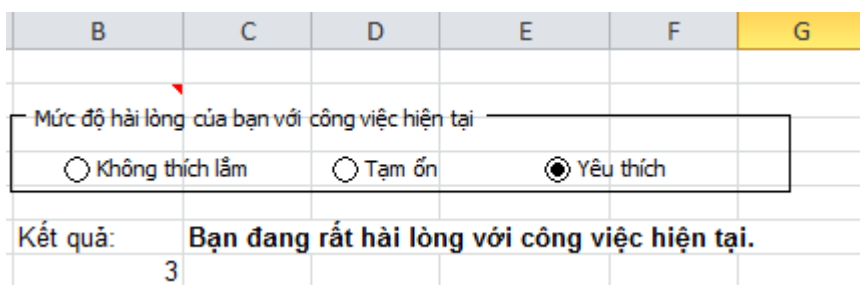 B C D E F G
Mức độ hài lòng của bạn với công việc hiện tại
Không thích lắm Tạm ổn Yêu thích
Kết quả: Bạn đang rất hài lòng với công việc hiện tại.
3